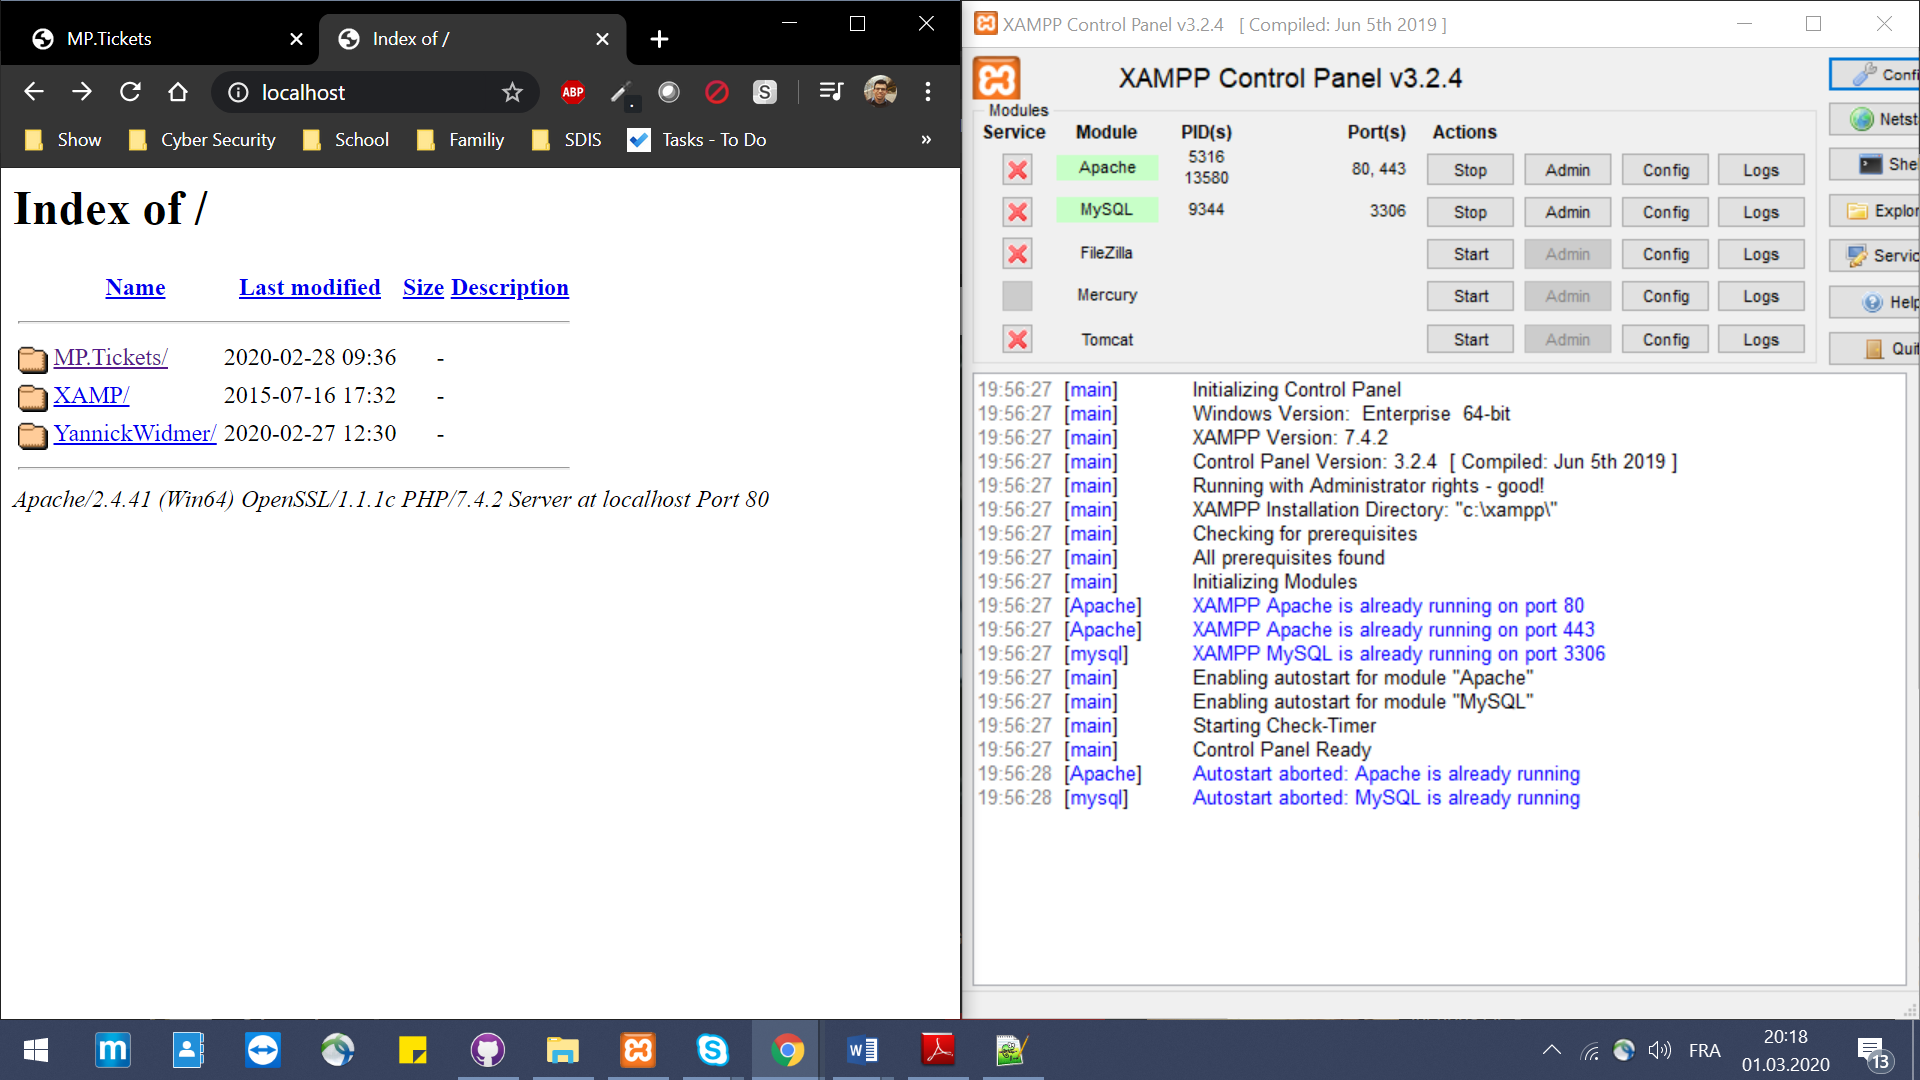 MP.Tickets
Index of /
localhost
ABP
S
Show
Cyber Security
School
Familiy
SDIS
Tasks - To Do
»
Index of /
Name Last modified Size Description
MP.Tickets/ 2020-02-28 09:36 -
XAMP/ 2015-07-16 17:32 -
YannickWidmer/ 2020-02-27 12:30 -
Apache/2.4.41 (Win64) OpenSSL/1.1.1c PHP/7.4.2 Server at localhost Port 80
XAMPP Control Panel v3.2.4 [ Compiled: Jun 5th 2019 ]
XAMPP Control Panel v3.2.4
Modules
Service Module PID(s) Port(s) Actions
Apache 5316 13580 80, 443 Stop Admin Config Logs
MySQL 9344 3306 Stop Admin Config Logs
FileZilla Start Admin Config Logs
Mercury Start Admin Config Logs
Tomcat Start Admin Config Logs
Confi
Netst
She
Explor
Servic
Help
Quit
19:56:27 [main] Initializing Control Panel
19:56:27 [main] Windows Version: Enterprise 64-bit
19:56:27 [main] XAMPP Version: 7.4.2
19:56:27 [main] Control Panel Version: 3.2.4 [ Compiled: Jun 5th 2019 ]
19:56:27 [main] Running with Administrator rights - good!
19:56:27 [main] XAMPP Installation Directory: "c:\xampp\"
19:56:27 [main] Checking for prerequisites
19:56:27 [main] All prerequisites found
19:56:27 [main] Initializing Modules
19:56:27 [Apache] XAMPP Apache is already running on port 80
19:56:27 [Apache] XAMPP Apache is already running on port 443
19:56:27 [mysql] XAMPP MySQL is already running on port 3306
19:56:27 [main] Enabling autostart for module "Apache"
19:56:27 [main] Enabling autostart for module "MySQL"
19:56:27 [main] Starting Check-Timer
19:56:27 [main] Control Panel Ready
19:56:28 [Apache] Autostart aborted: Apache is already running
19:56:28 [mysql] Autostart aborted: MySQL is already running
FRA
20:18
01.03.2020
13